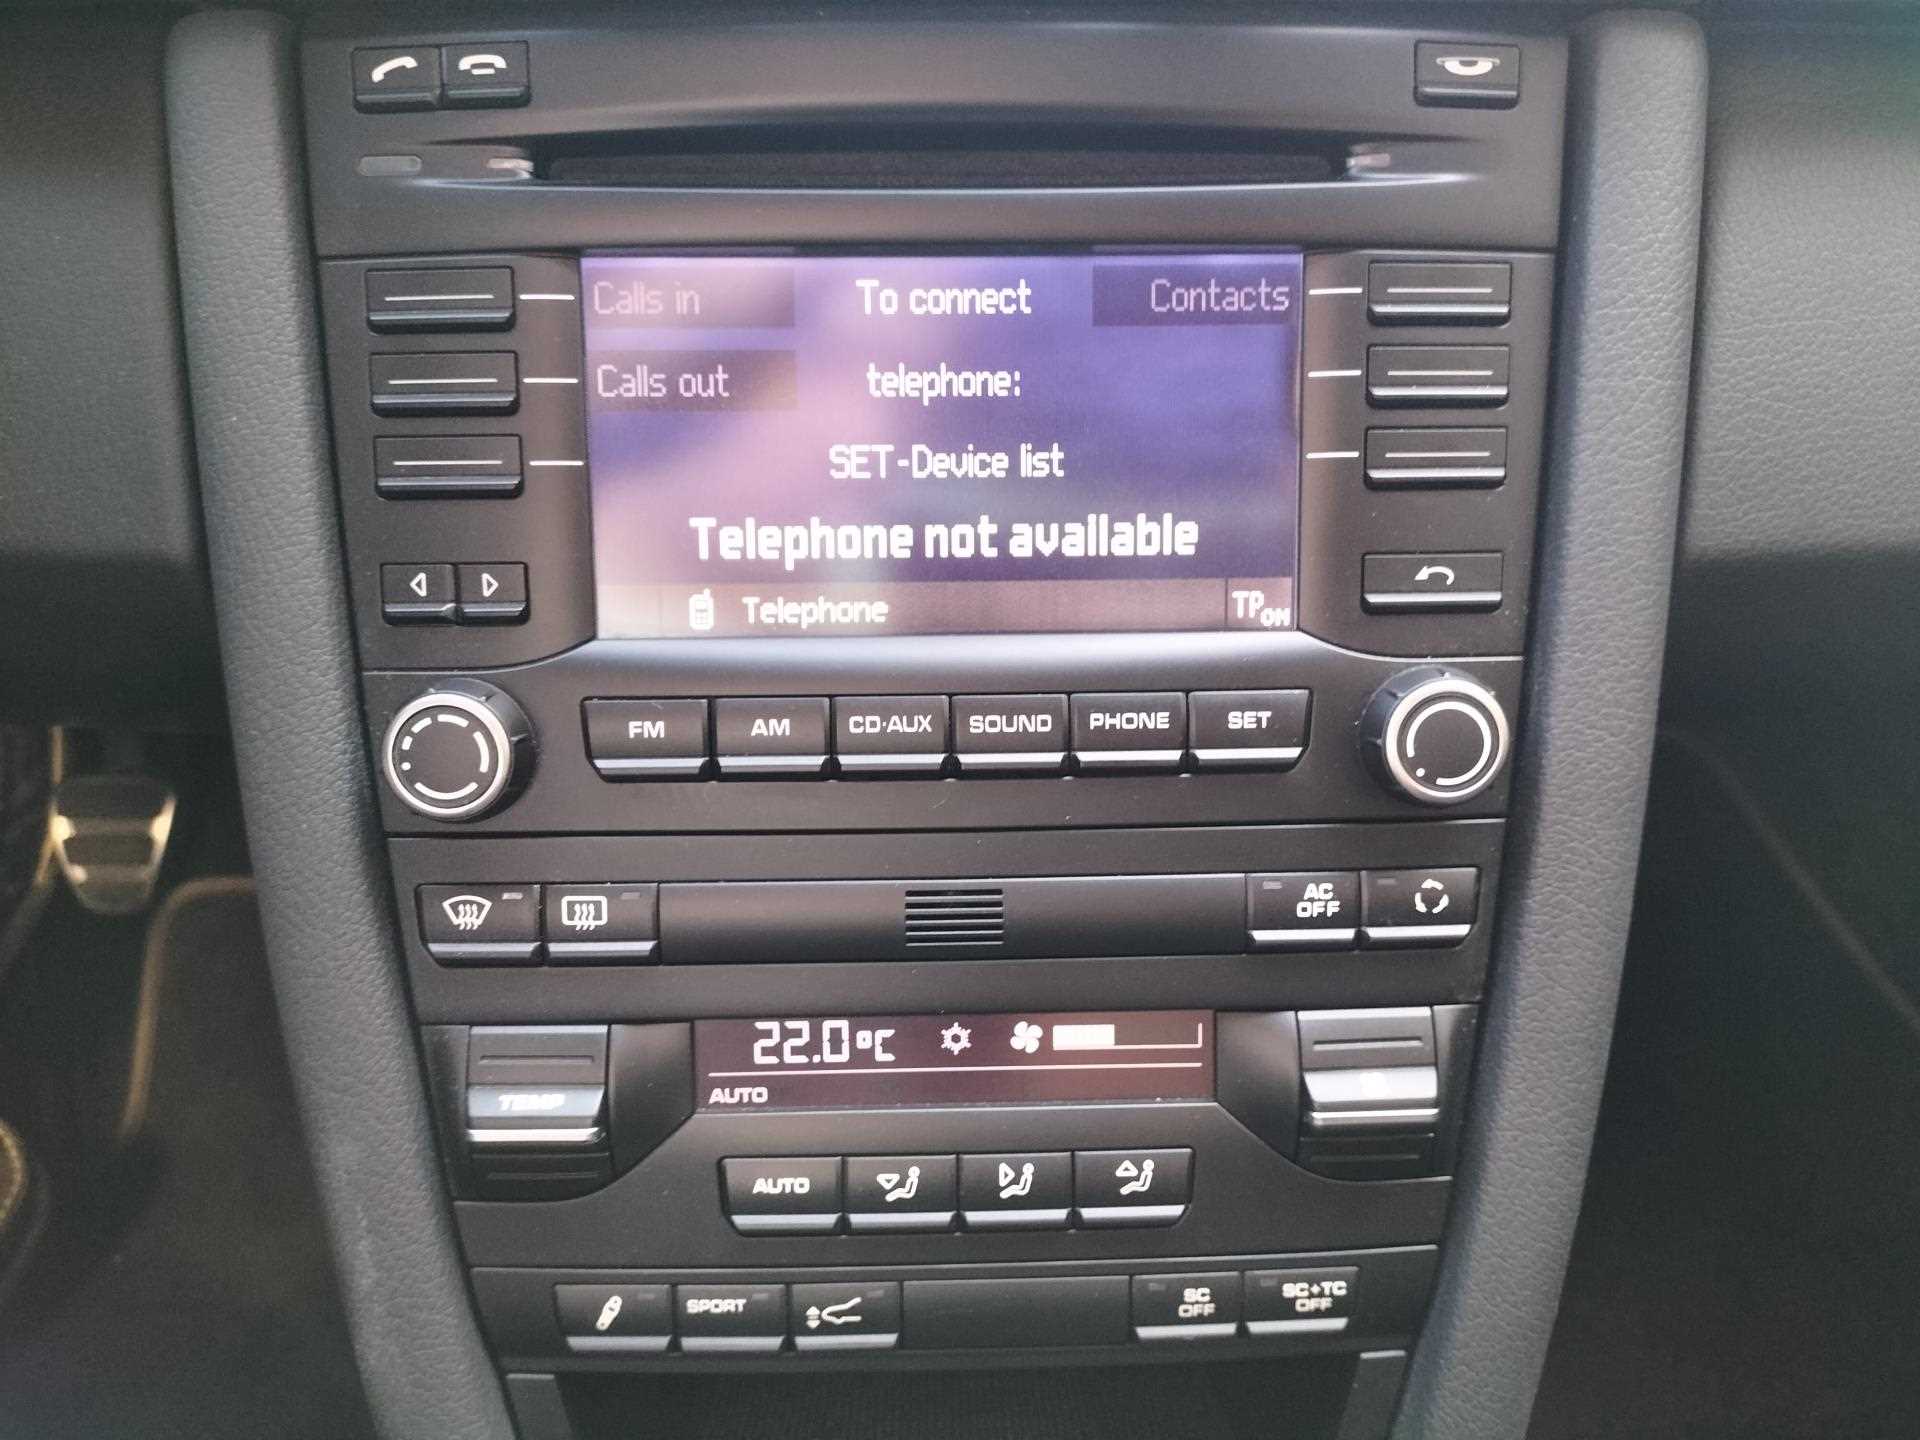 Calls in
To connect
Contacts
Calls out
telephone:
SET-Device list
Telephone not available
Telephone
TP ON
FM
AM
CD·AUX
SOUND
PHONE
SET
AC
OFF
22.0°C
AUTO
TEMP
AUTO
SPORT
SC
OFF
SC+TC
OFF